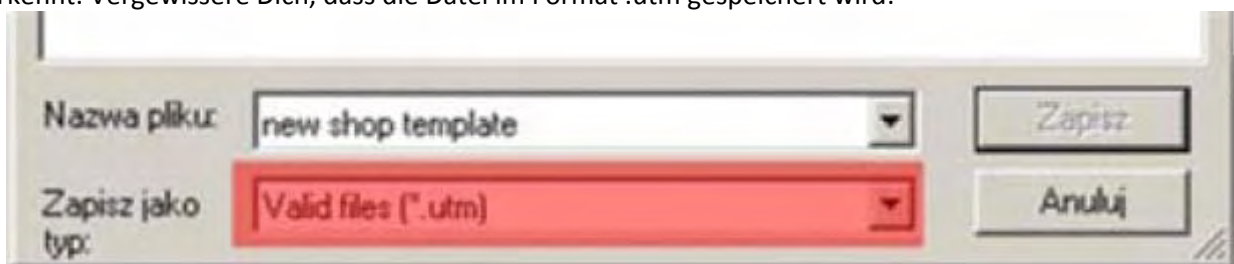 erkennt. Vergewissere Dich, dass die Datei im Format .utm gespeichert wird.
Nazwa pliku:
new shop template
Zapisz
Zapisz jako
typ:
Valid files (*.utm)
Anuluj